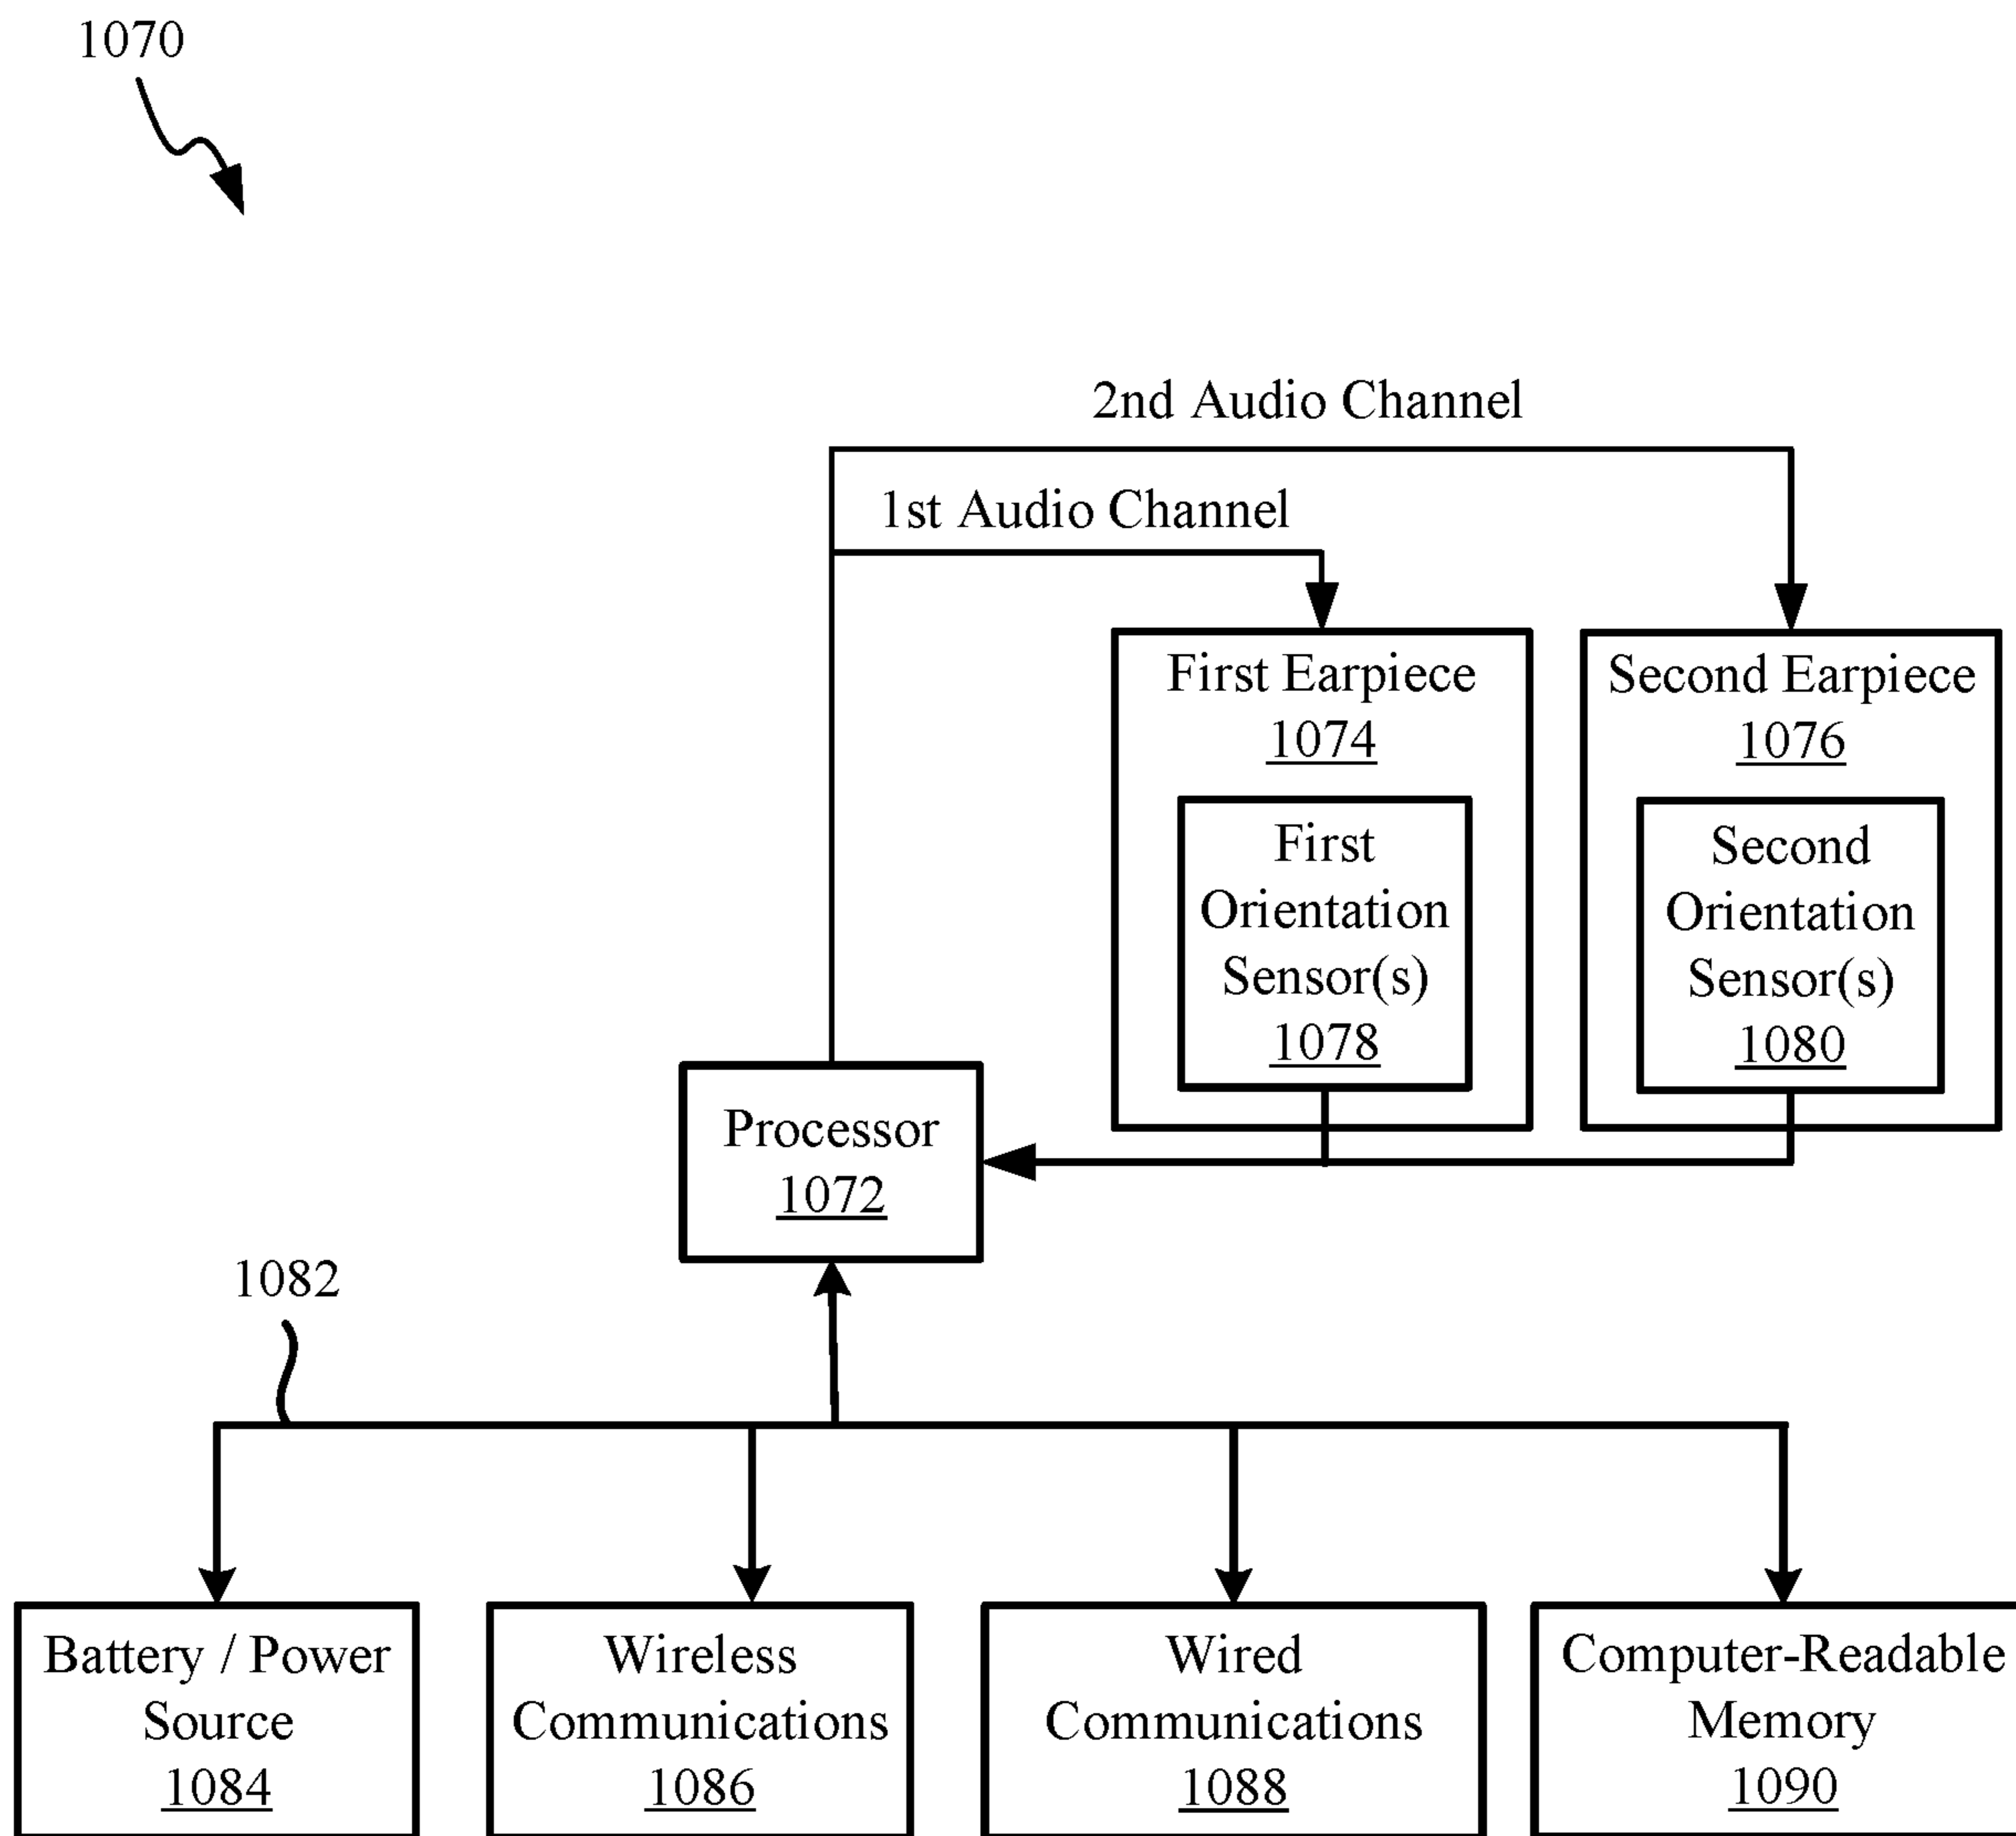 1070
2nd Audio Channel
1st Audio Channel
First Earpiece
1074
First
Orientation
Sensor(s)
1078
Second Earpiece
1076
Second
Orientation
Sensor(s)
1080
Processor
1072
1082
Battery / Power
Source
1084
Wireless
Communications
1086
Wired
Communications
1088
Computer-Readable
Memory
1090